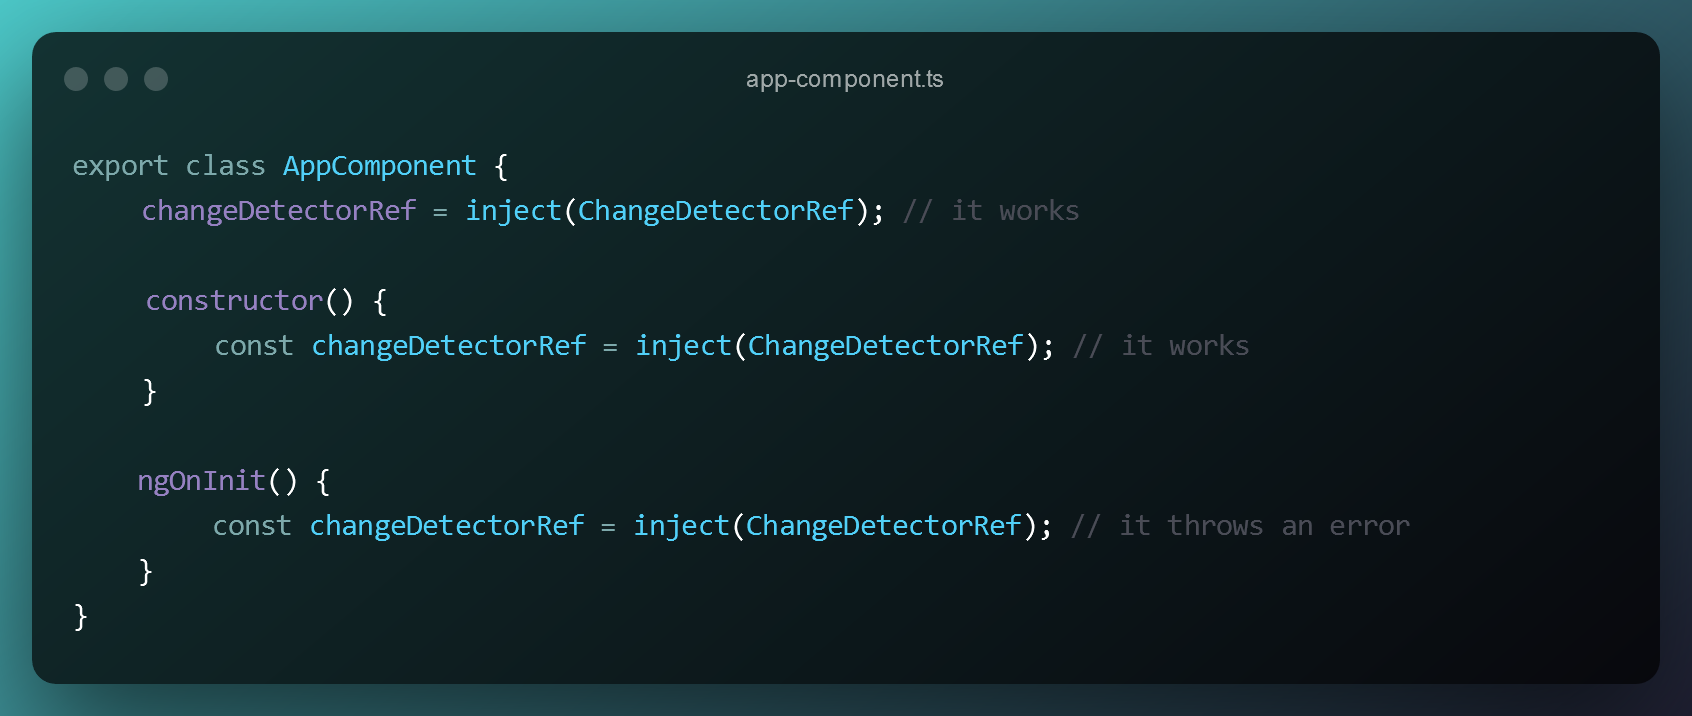 app-component.ts
export class AppComponent {
changeDetectorRef = inject(ChangeDetectorRef); // it works
constructor() {
const changeDetectorRef = inject(ChangeDetectorRef); // it works
}
ngOnInit() {
const changeDetectorRef = inject(ChangeDetectorRef); // it throws an error
}
}